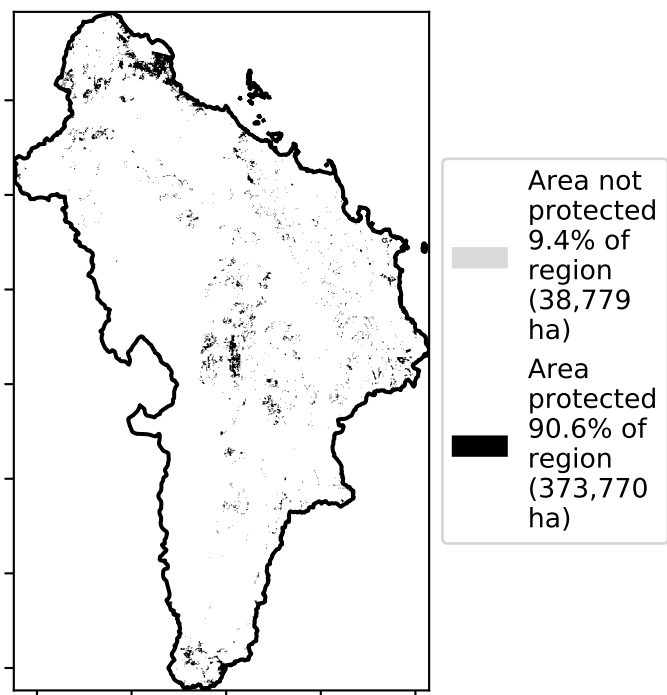 Area not
protected
9.4% of
region
(38,779
ha)
Area
protected
90.6% of
region
(373,770
ha)